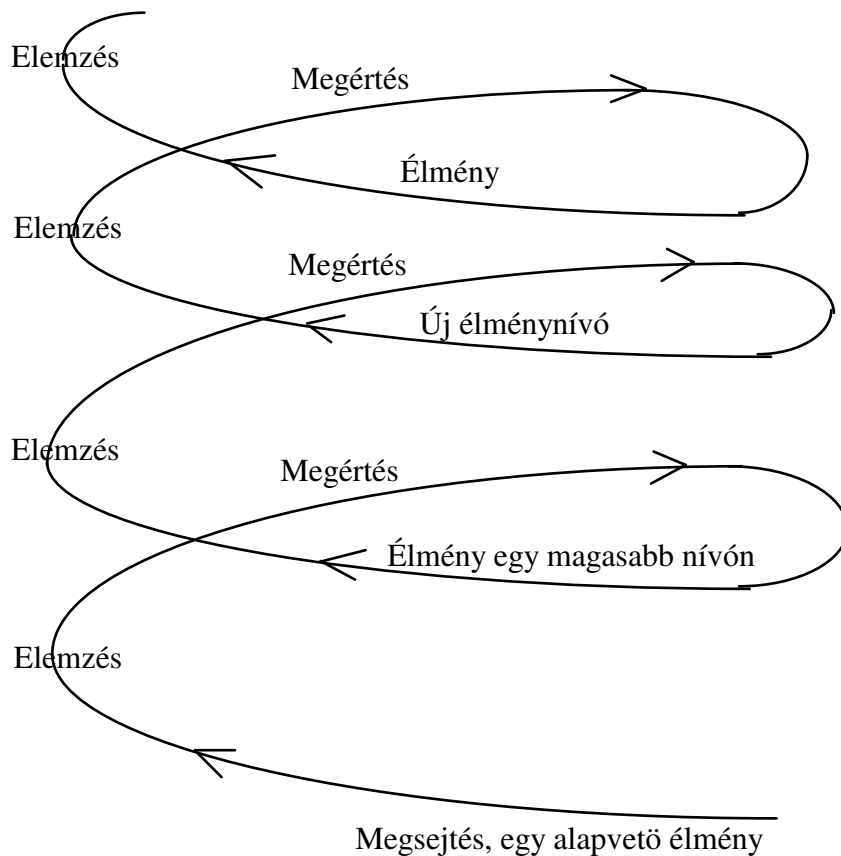 Elemzés
Megértés
Élmény
Elemzés
Megértés
Új élménynívó
Elemzés
Megértés
Élmény egy magasabb nívón
Elemzés
Megsejtés, egy alapvetö élmény